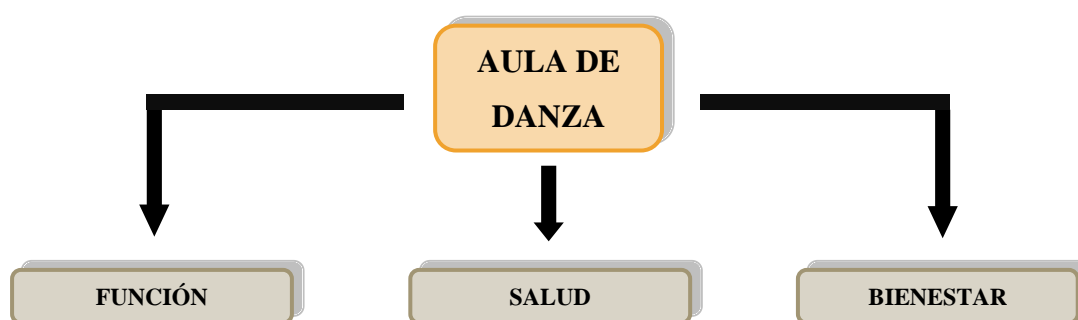 AULA DE
DANZA
FUNCIÓN
SALUD
BIENESTAR